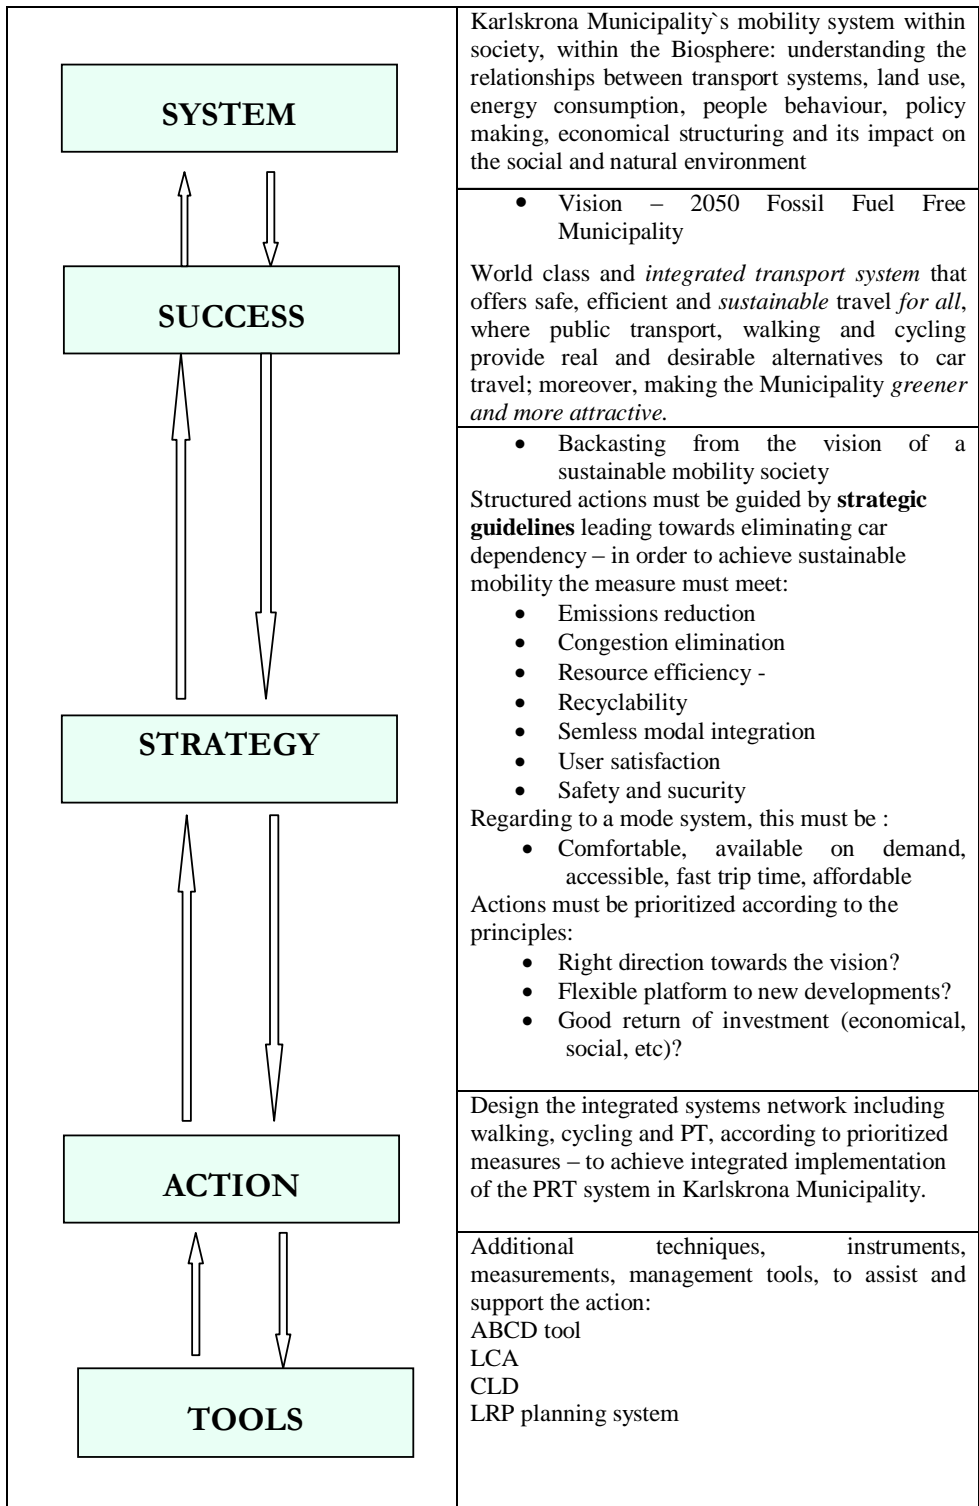 SYSTEM
Karlskrona Municipality`s mobility system within
society, within the Biosphere: understanding the
relationships between transport systems, land use,
energy consumption, people behaviour, policy
making, economical structuring and its impact on
the social and natural environment
SUCCESS
• Vision – 2050 Fossil Fuel Free
Municipality
World class and integrated transport system that
offers safe, efficient and sustainable travel for all,
where public transport, walking and cycling
provide real and desirable alternatives to car
travel; moreover, making the Municipality greener
and more attractive.
STRATEGY
• Backasting from the vision of a
sustainable mobility society
Structured actions must be guided by strategic
guidelines leading towards eliminating car
dependency – in order to achieve sustainable
mobility the measure must meet:
• Emissions reduction
• Congestion elimination
• Resource efficiency -
• Recyclability
• Semless modal integration
• User satisfaction
• Safety and sucurity
Regarding to a mode system, this must be :
• Comfortable, available on demand,
accessible, fast trip time, affordable
Actions must be prioritized according to the
principles:
• Right direction towards the vision?
• Flexible platform to new developments?
• Good return of investment (economical,
social, etc)?
ACTION
Design the integrated systems network including
walking, cycling and PT, according to prioritized
measures – to achieve integrated implementation
of the PRT system in Karlskrona Municipality.
TOOLS
Additional techniques, instruments,
measurements, management tools, to assist and
support the action:
ABCD tool
LCA
CLD
LRP planning system